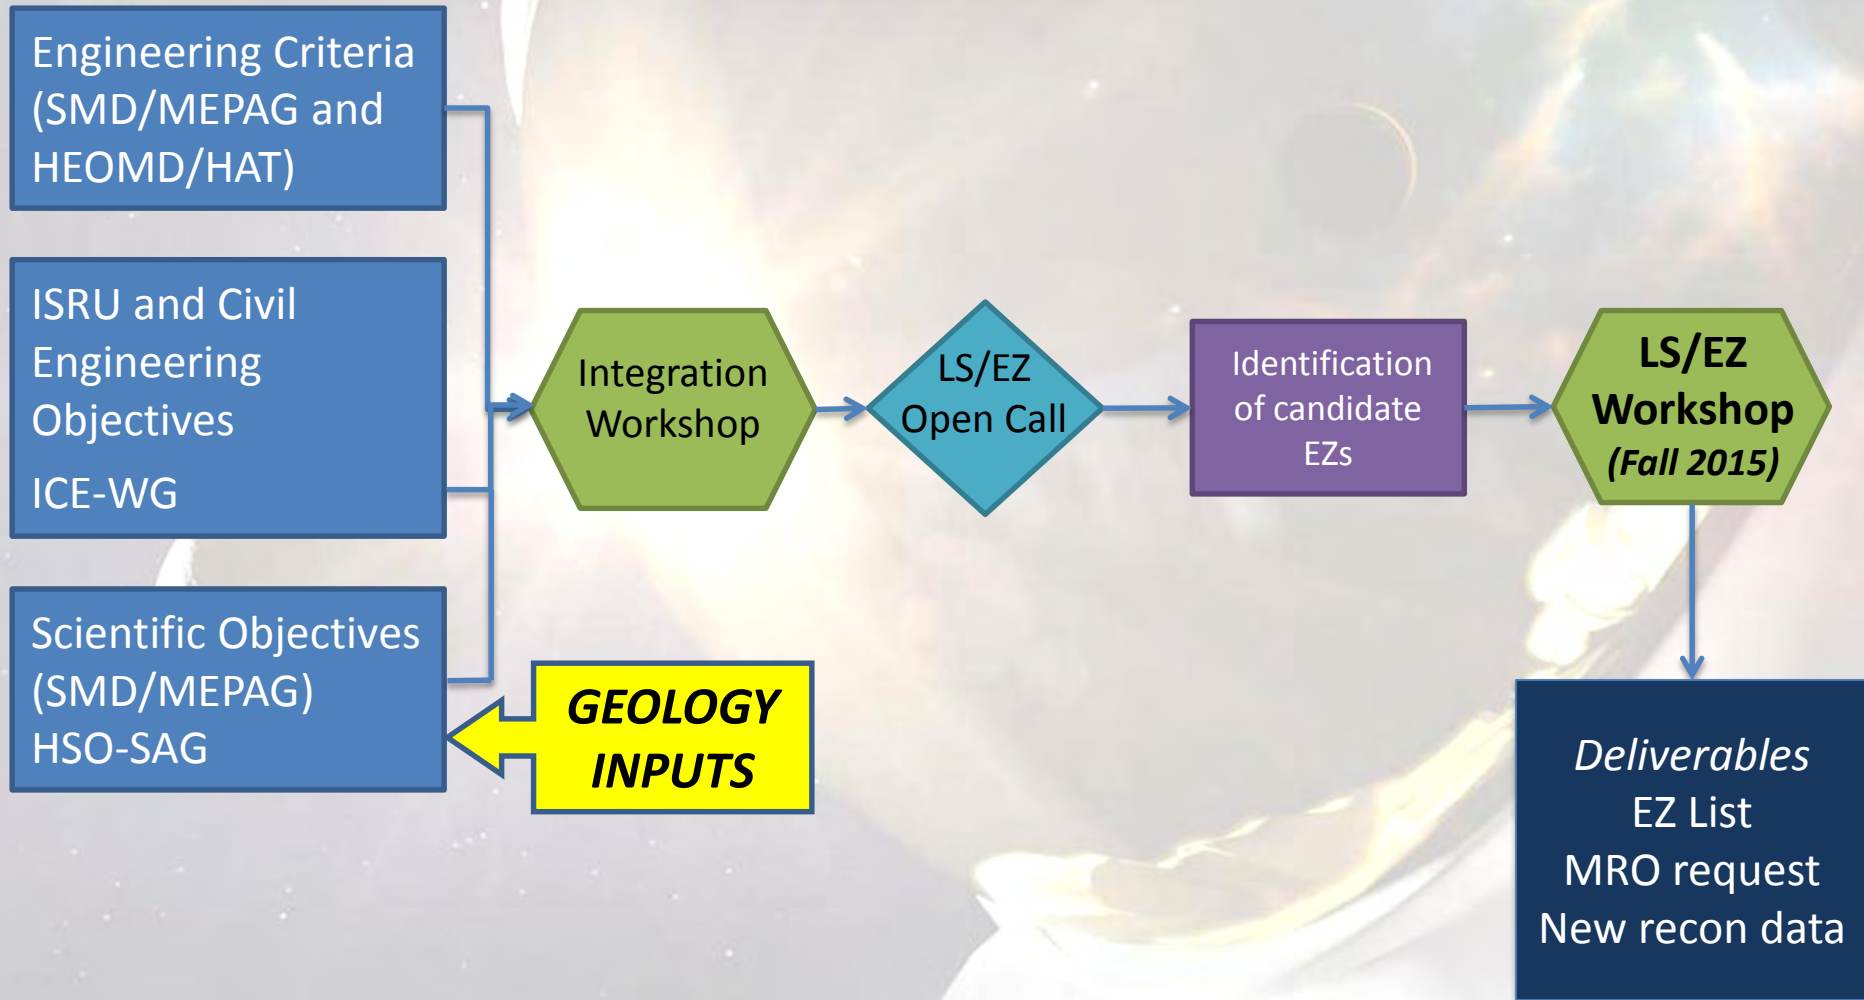 Engineering Criteria
(SMD/MEPAG and
HEOMD/HAT)
ISRU and Civil
Engineering
Objectives
ICE-WG
Scientific Objectives
(SMD/MEPAG)
HSO-SAG
GEOLOGY
INPUTS
Integration
Workshop
LS/EZ
Open Call
Identification
of candidate
EZs
LS/EZ
Workshop
(Fall 2015)
Deliverables
EZ List
MRO request
New recon data